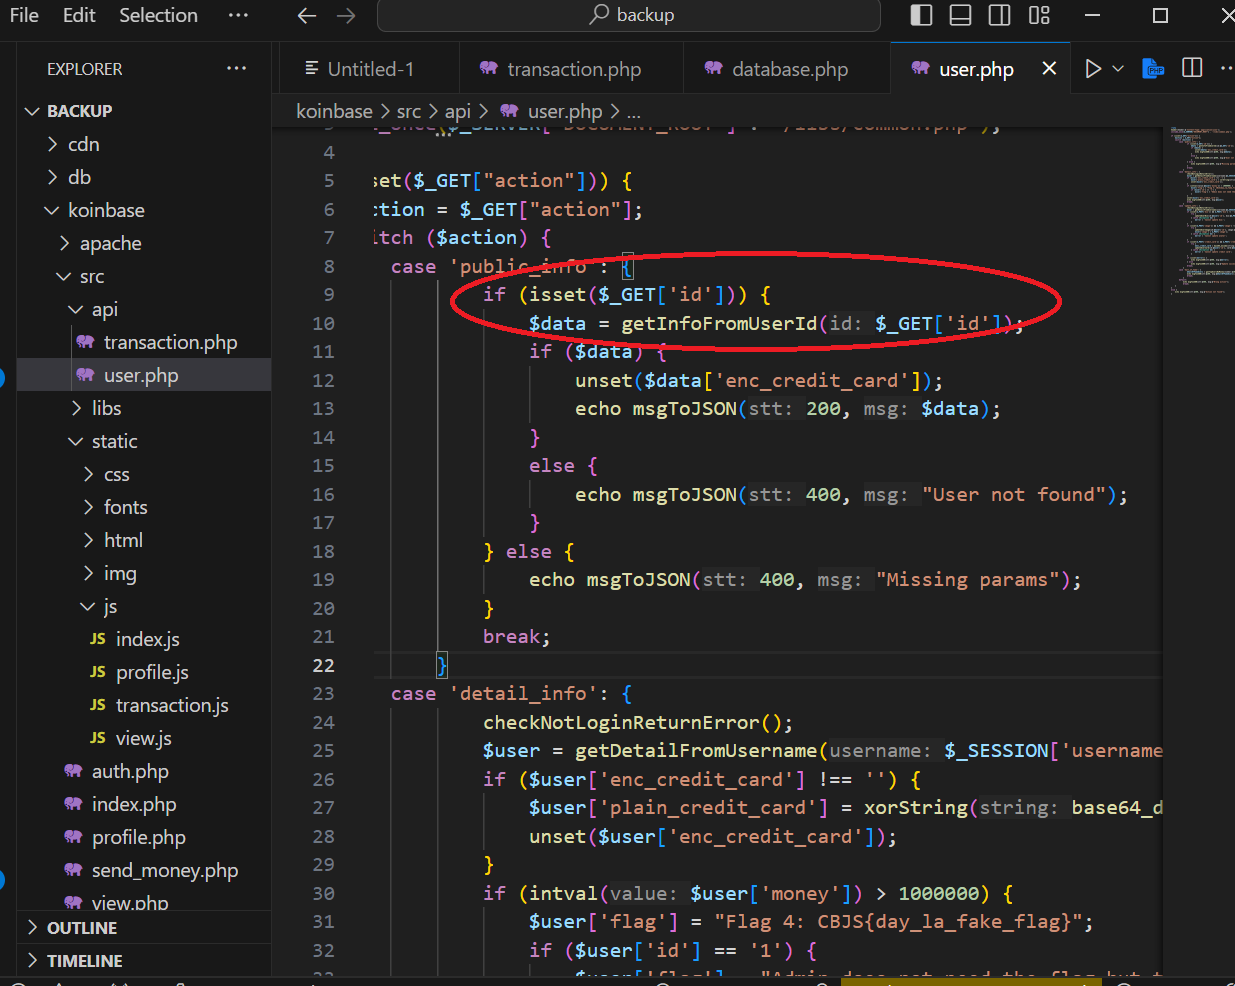 File Edit Selection ··· backup
EXPLORER ···
BACKUP
cdn
db
koinbase
apache
src
api
transaction.php
user.php
libs
static
css
fonts
html
img
js
JS index.js
JS profile.js
JS transaction.js
JS view.js
auth.php
index.php
profile.php
send_money.php
view.php
OUTLINE
TIMELINE
Untitled-1 transaction.php database.php user.php
koinbase > src > api > user.php > ...
4
5 set($_GET["action"])) {
6 ction = $_GET["action"];
7 itch ($action) {
8 case 'public_info': {
9 if (isset($_GET['id'])) {
10 $data = getInfoFromUserId(id: $_GET['id']);
11 if ($data) {
12 unset($data['enc_credit_card']);
13 echo msgToJSON(stt: 200, msg: $data);
14 }
15 else {
16 echo msgToJSON(stt: 400, msg: "User not found");
17 }
18 } else {
19 echo msgToJSON(stt: 400, msg: "Missing params");
20 }
21 break;
22 }
23 case 'detail_info': {
24 checkNotLoginReturnError();
25 $user = getDetailFromUsername(username: $_SESSION['username
26 if ($user['enc_credit_card'] !== '') {
27 $user['plain_credit_card'] = xorString(string: base64_d
28 unset($user['enc_credit_card']);
29 }
30 if (intval(value: $user['money']) > 1000000) {
31 $user['flag'] = "Flag 4: CBJS{day_la_fake_flag}";
32 if ($user['id'] == '1') {